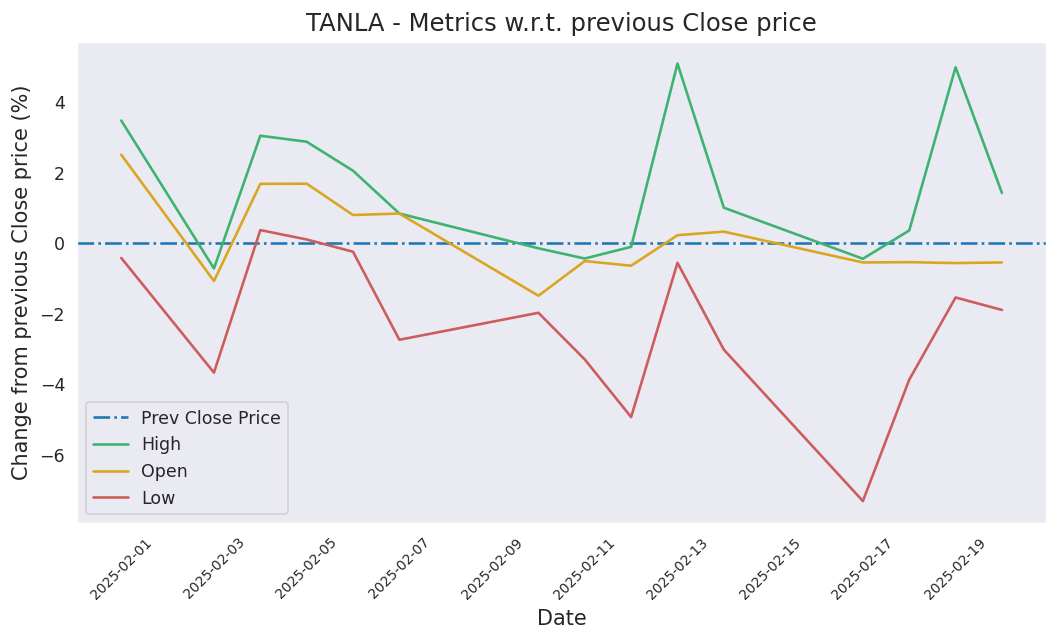 TANLA - Metrics w.r.t. previous Close price
Change from previous Close price (%)
4
2
0
−2
−4
−6
Prev Close Price
High
Open
Low
2025-02-01
2025-02-03
2025-02-05
2025-02-07
2025-02-09
2025-02-11
2025-02-13
2025-02-15
2025-02-17
2025-02-19
Date